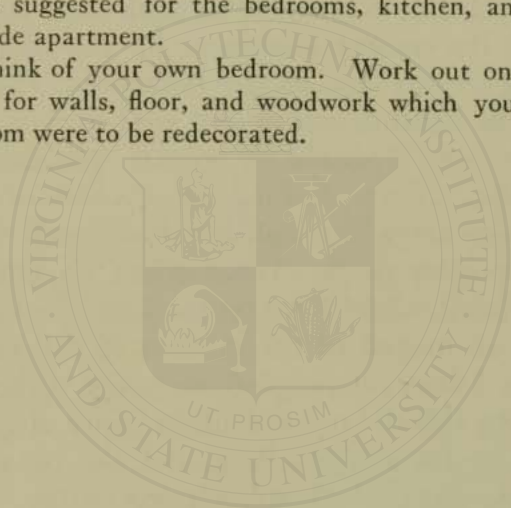 suggested for the bedrooms, kitchen, an
de apartment.
hink of your own bedroom. Work out on
for walls, floor, and woodwork which you
om were to be redecorated.
VIRGINIA POLYTECHNIC INSTITUTE
AND STATE UNIVERSITY
UT PROSIM